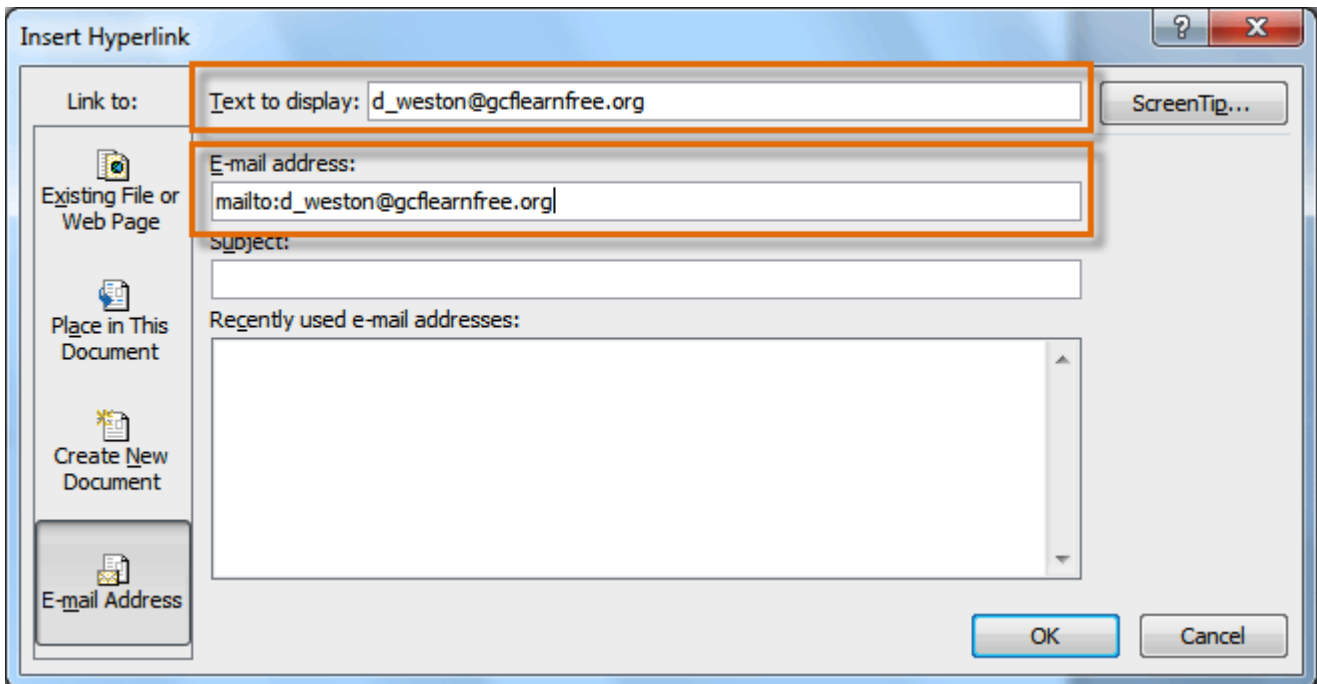 Insert Hyperlink
Link to:
Text to display: d_weston@gcflearnfree.org
ScreenTip...
Existing File or
Web Page
E-mail address:
mailto:d_weston@gcflearnfree.org
Subject:
Place in This
Document
Recently used e-mail addresses:
Create New
Document
E-mail Address
OK
Cancel